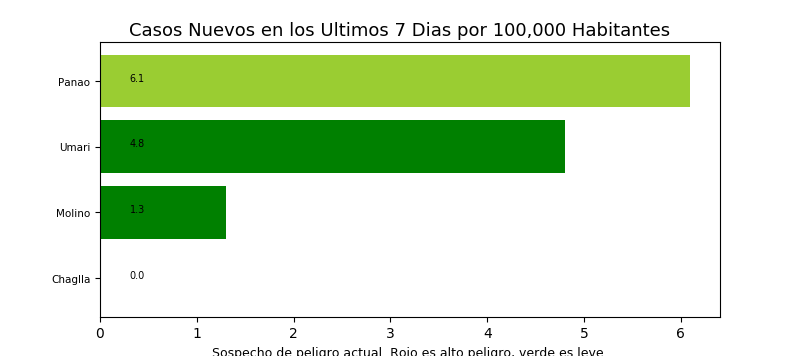 Casos Nuevos en los Ultimos 7 Dias por 100,000 Habitantes
Panao
6.1
Umari
4.8
Molino
1.3
Chaglla
0.0
0 1 2 3 4 5 6
Sospecho de peligro actual. Rojo es alto peligro, verde es leve